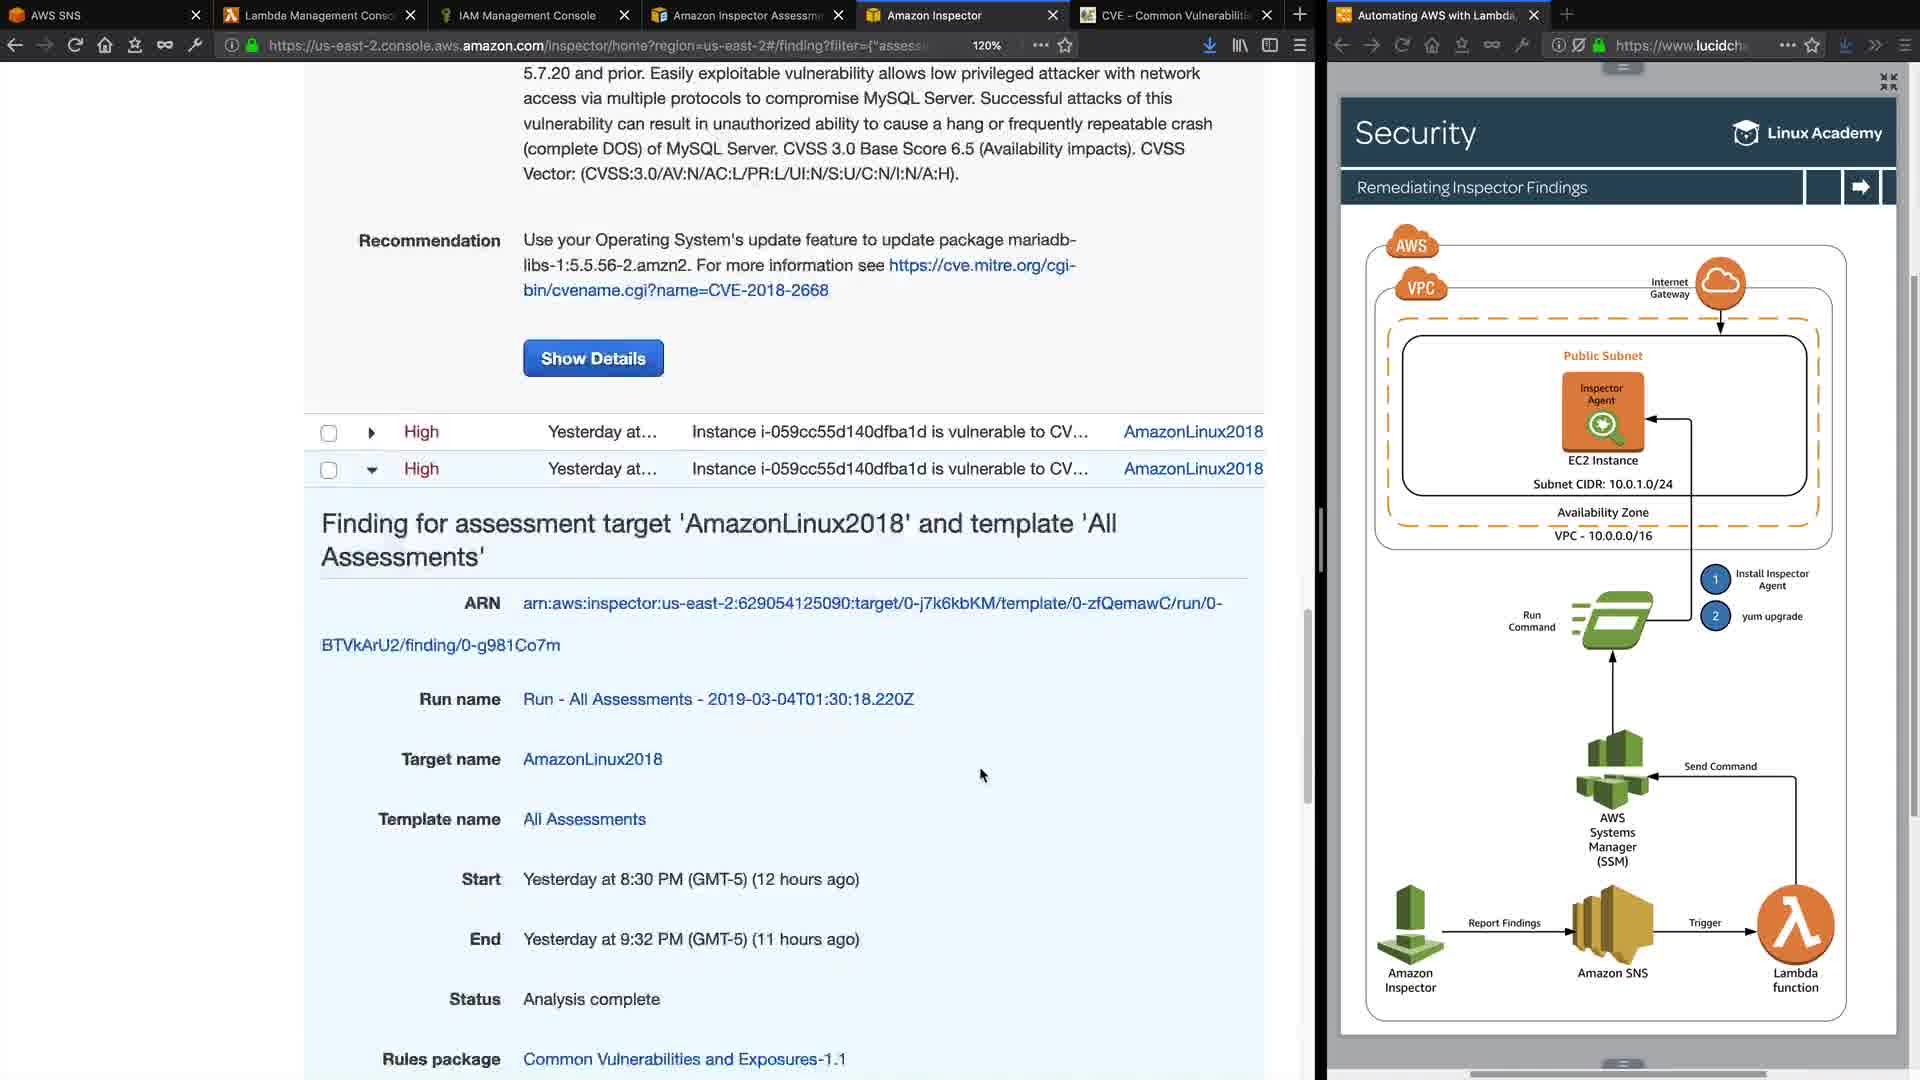 AWS SNS
Lambda Management Conso
IAM Management Console
Amazon Inspector Assessm
Amazon Inspector
CVE - Common Vulnerabiliti
Automating AWS with Lambda,
https://us-east-2.console.aws.amazon.com/inspector/home?region=us-east-2#/finding?filter={"assess
120%
https://www.lucidch
5.7.20 and prior. Easily exploitable vulnerability allows low privileged attacker with network
access via multiple protocols to compromise MySQL Server. Successful attacks of this
vulnerability can result in unauthorized ability to cause a hang or frequently repeatable crash
(complete DOS) of MySQL Server. CVSS 3.0 Base Score 6.5 (Availability impacts). CVSS
Vector: (CVSS:3.0/AV:N/AC:L/PR:L/UI:N/S:U/C:N/I:N/A:H).
Recommendation
Use your Operating System's update feature to update package mariadb-
libs-1:5.5.56-2.amzn2. For more information see https://cve.mitre.org/cgi-
bin/cvename.cgi?name=CVE-2018-2668
Show Details
High Yesterday at... Instance i-059cc55d140dfba1d is vulnerable to CV... AmazonLinux2018
High Yesterday at... Instance i-059cc55d140dfba1d is vulnerable to CV... AmazonLinux2018
Finding for assessment target 'AmazonLinux2018' and template 'All
Assessments'
ARN arn:aws:inspector:us-east-2:629054125090:target/0-j7k6kbKM/template/0-zfQemawC/run/0-
BTVkArU2/finding/0-g981Co7m
Run name Run - All Assessments - 2019-03-04T01:30:18.220Z
Target name AmazonLinux2018
Template name All Assessments
Start Yesterday at 8:30 PM (GMT-5) (12 hours ago)
End Yesterday at 9:32 PM (GMT-5) (11 hours ago)
Status Analysis complete
Rules package Common Vulnerabilities and Exposures-1.1
Security
Linux Academy
Remediating Inspector Findings
AWS
VPC
Internet
Gateway
Public Subnet
Inspector
Agent
EC2 Instance
Subnet CIDR: 10.0.1.0/24
Availability Zone
VPC - 10.0.0.0/16
1 Install Inspector
Agent
2 yum upgrade
Run
Command
Send Command
AWS
Systems
Manager
(SSM)
Report Findings
Trigger
Amazon
Inspector
Amazon SNS
Lambda
function